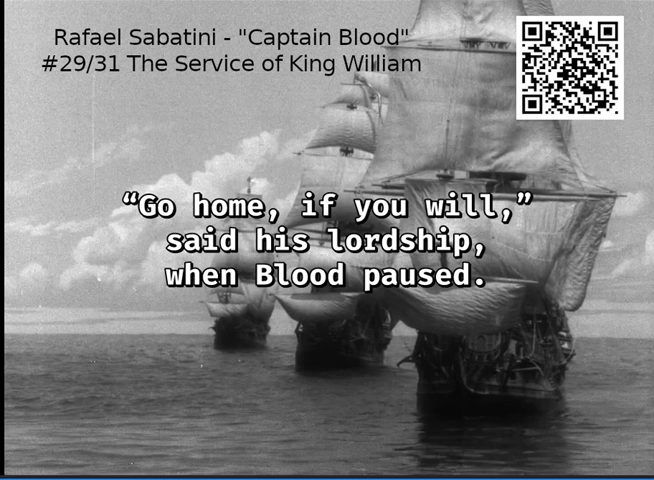 Rafael Sabatini - "Captain Blood"
#29/31 The Service of King William
“Go home, if you will,”
said his lordship,
when Blood paused.